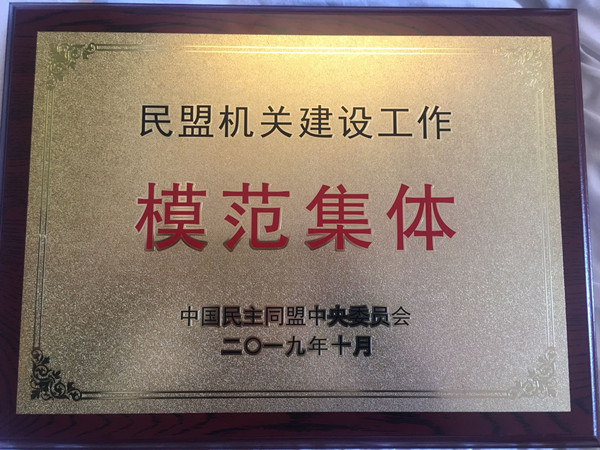 民盟机关建设工作
模范集体
中国民主同盟中央委员会
二〇一九年十月